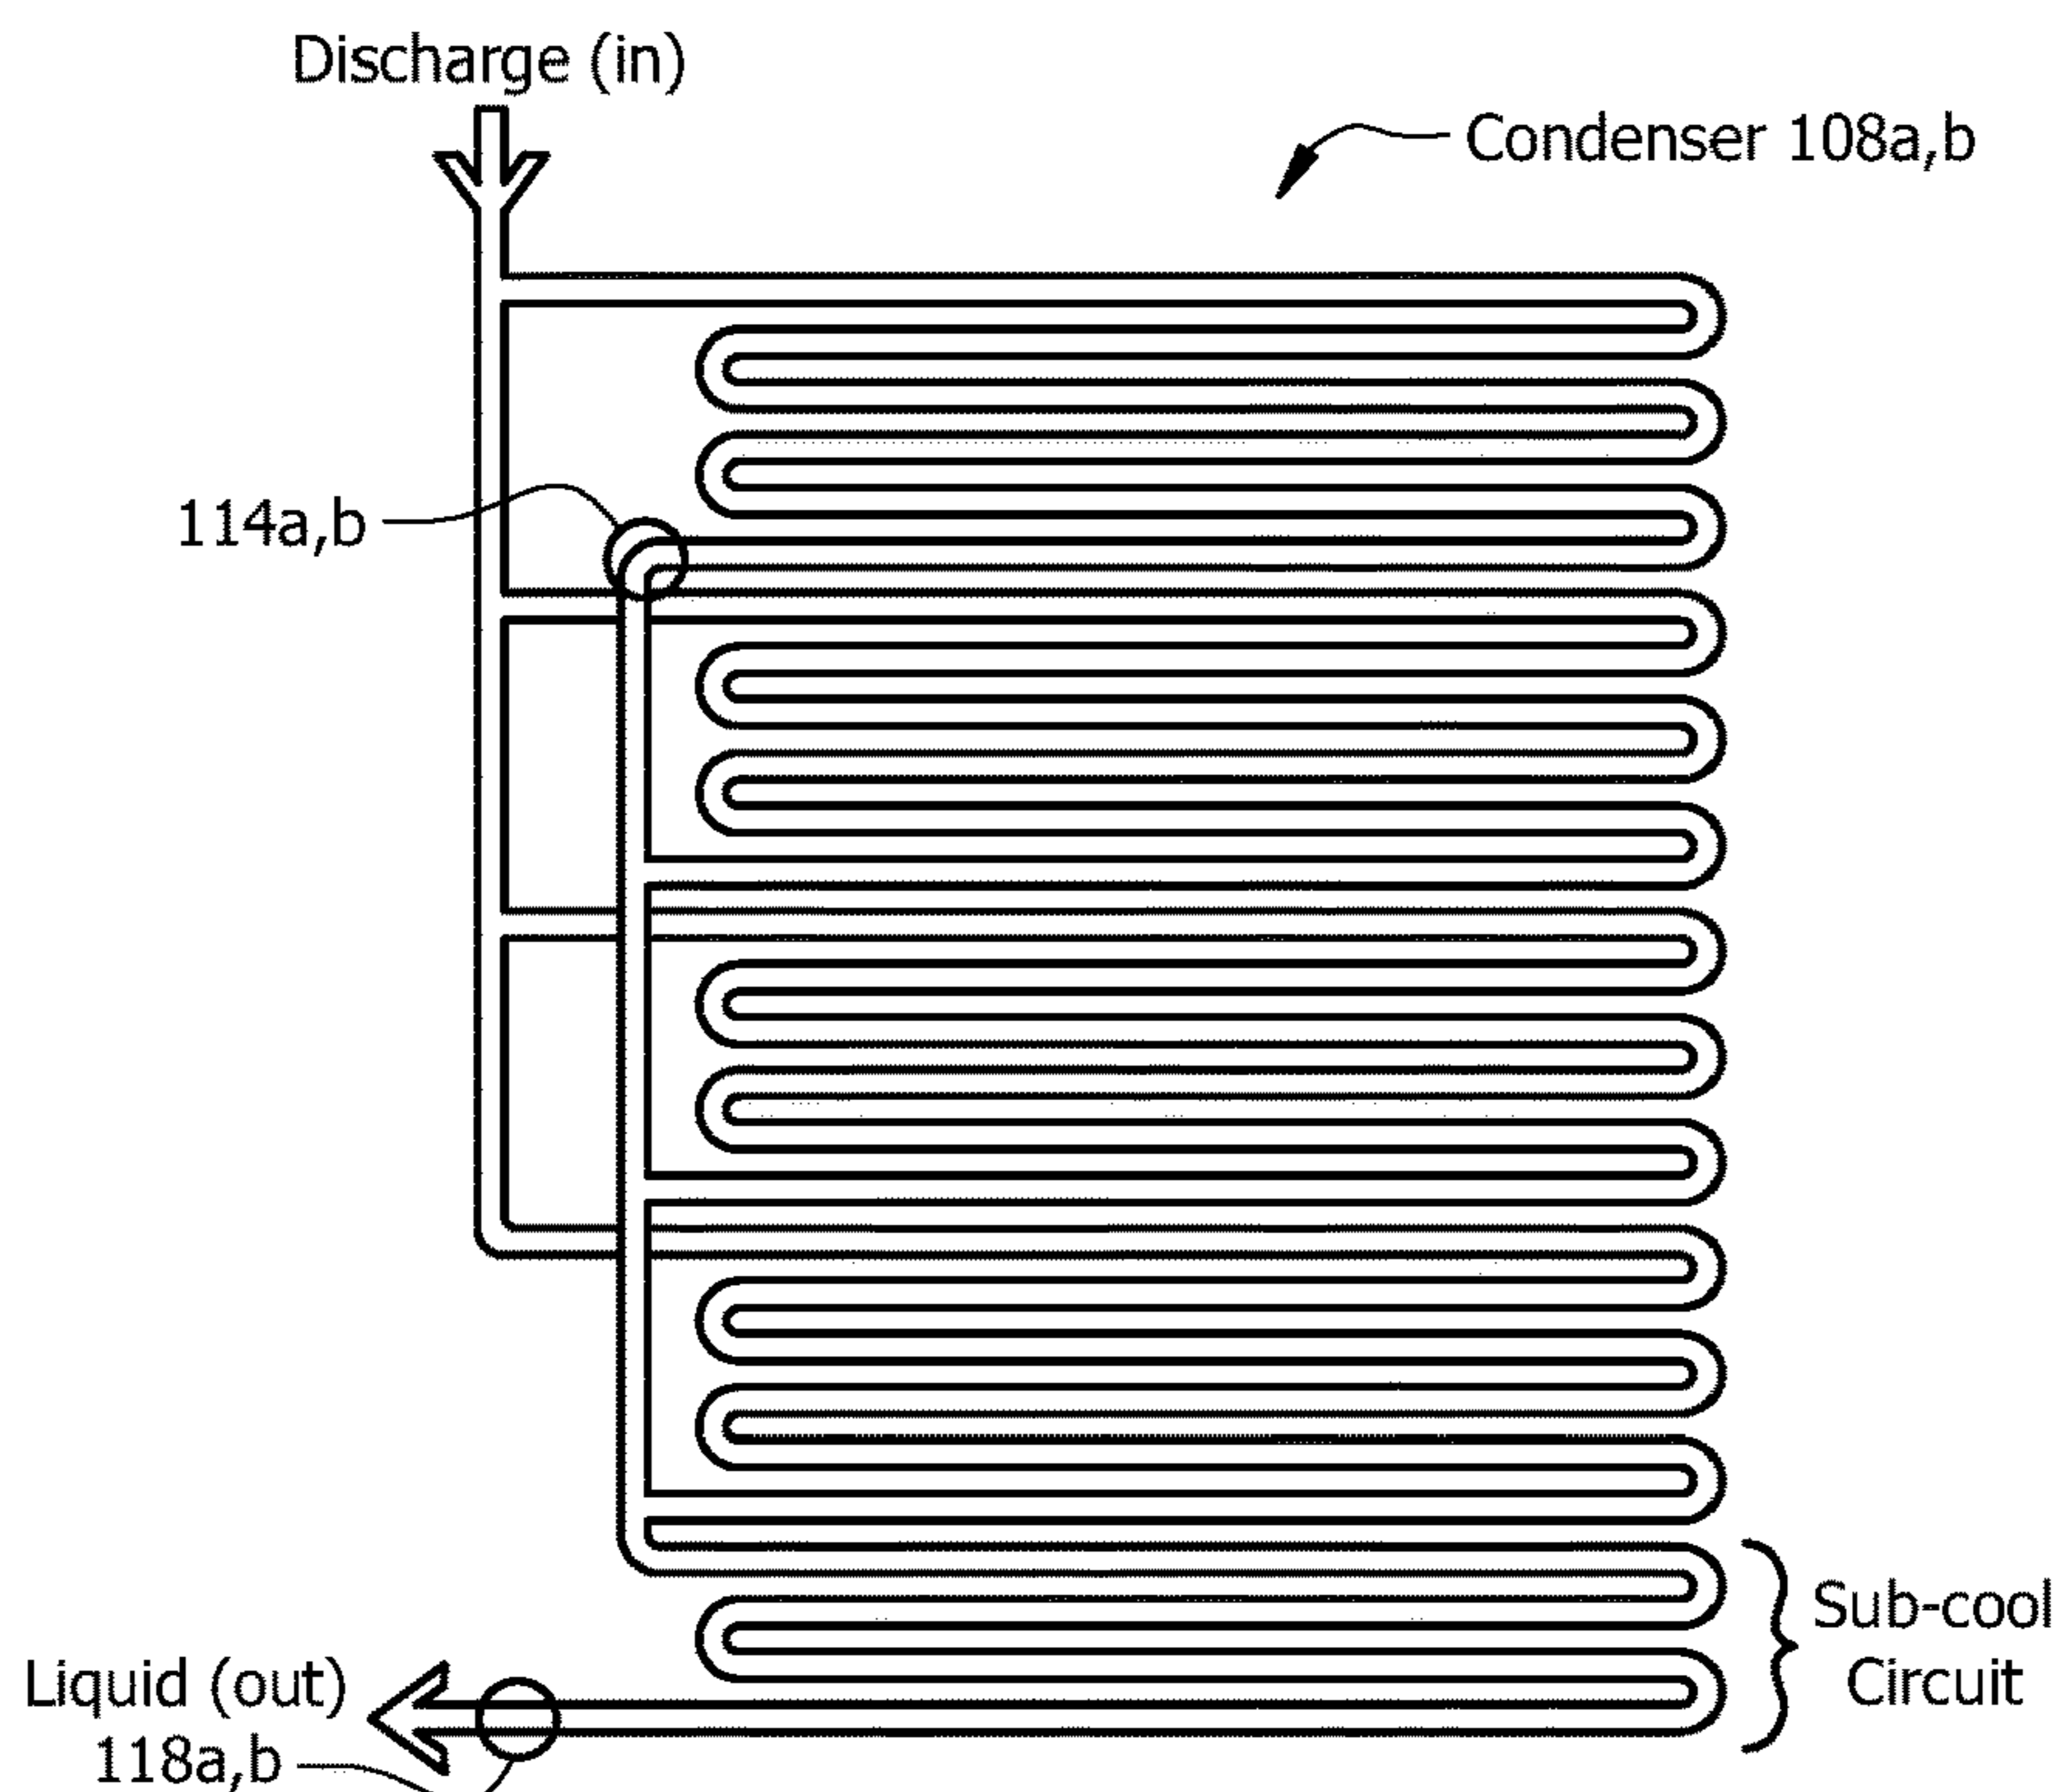 Discharge (in)
Condenser 108a,b
114a,b
Sub-cool
Circuit
Liquid (out)
118a,b